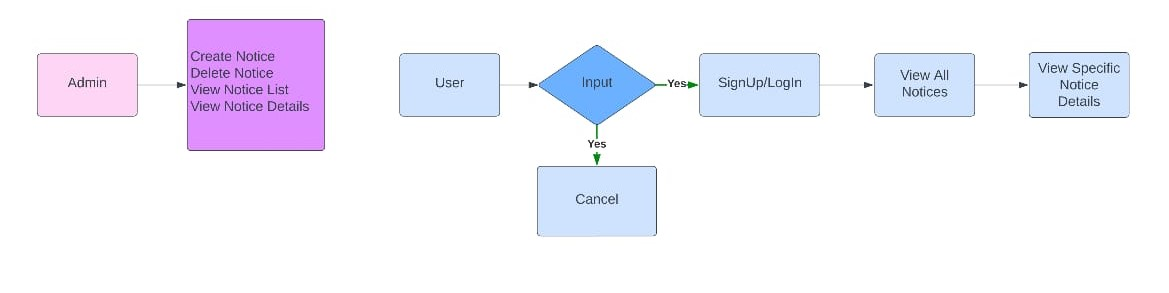 Admin
Create Notice
Delete Notice
View Notice List
View Notice Details
User
Input
Yes
SignUp/LogIn
View All
Notices
View Specific
Notice
Details
Yes
Cancel